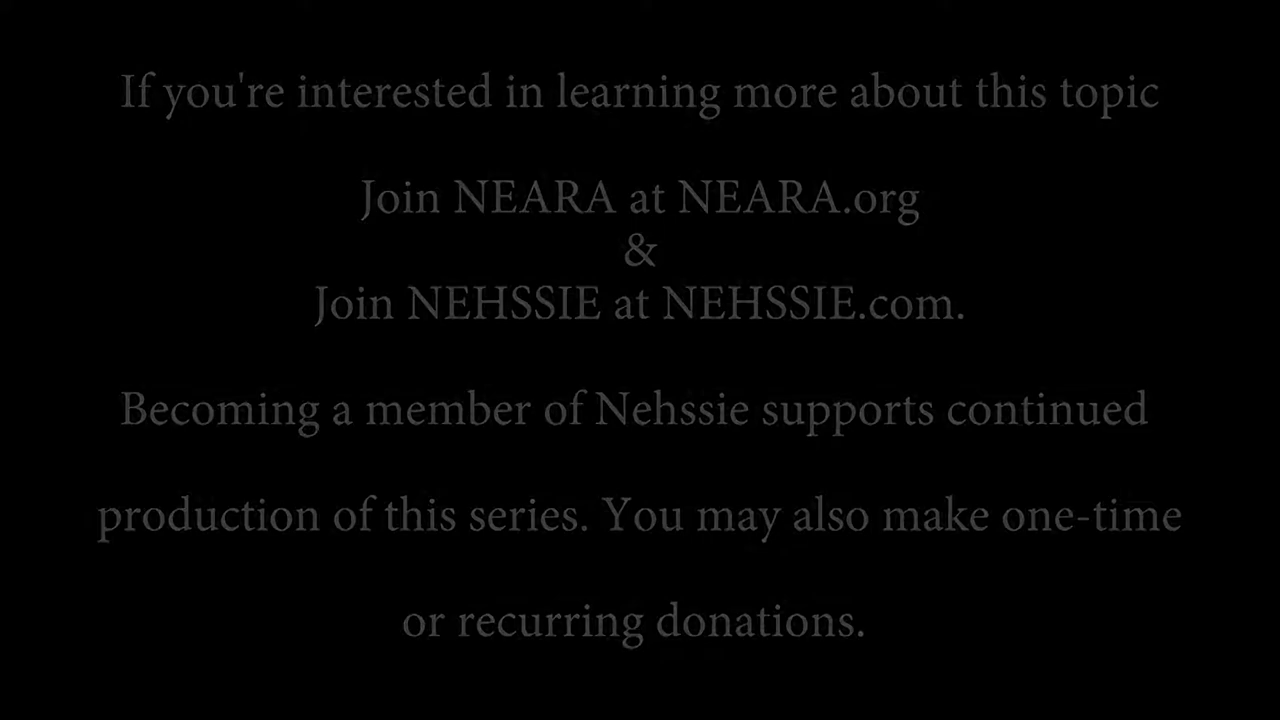 If you're interested in learning more about this topic
Join NEARA at NEARA.org
&
Join NEHSSIE at NEHSSIE.com.
Becoming a member of Nehssie supports continued
production of this series. You may also make one-time
or recurring donations.